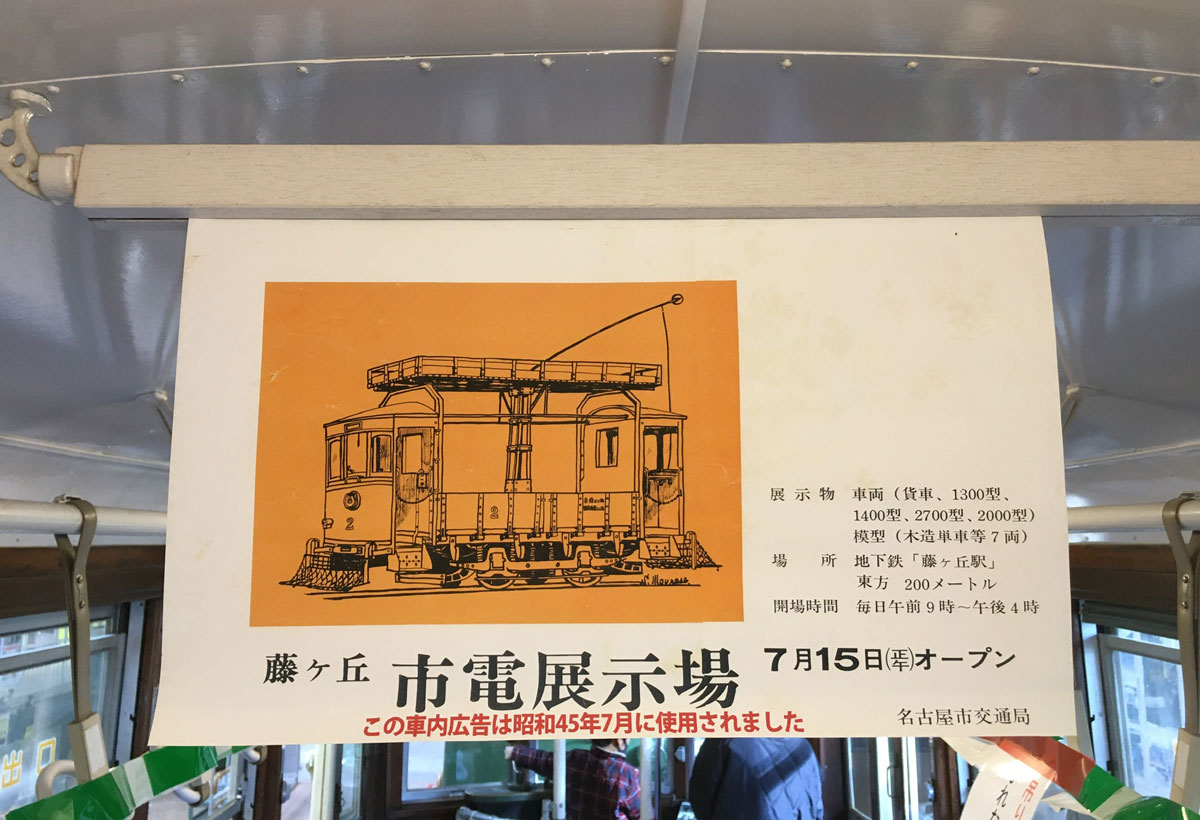 展示物 車両（貨車、1300型、
1400型、2700型、2000型）
模型（木造単車等7両）
場所 地下鉄「藤ヶ丘駅」
東方 200メートル
開場時間 毎日午前9時～午後4時
藤ヶ丘 市電展示場 7月15日(正午)オープン
この車内広告は昭和45年7月に使用されました
名古屋市交通局
2
2
出口